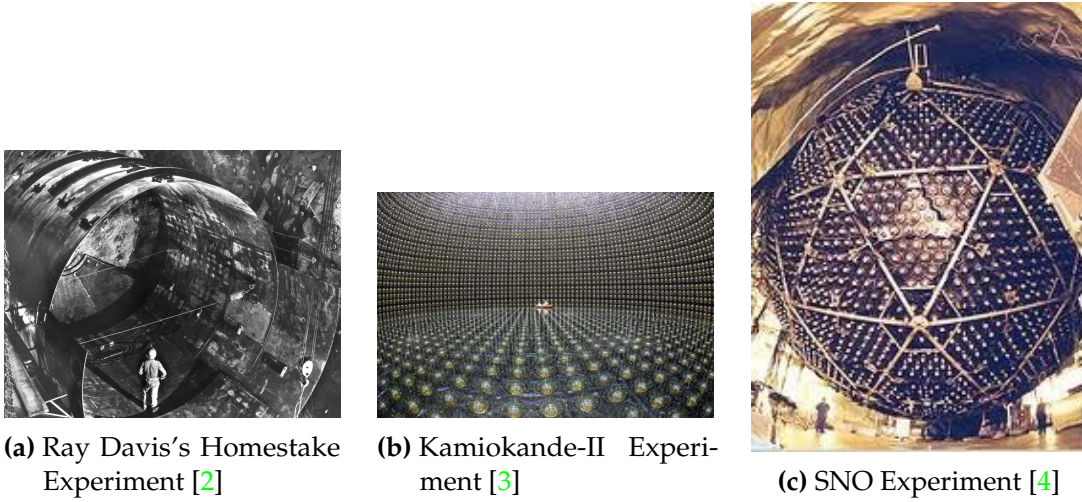 (a) Ray Davis's Homestake
Experiment [2]
(b) Kamiokande-II Experi-
ment [3]
(c) SNO Experiment [4]